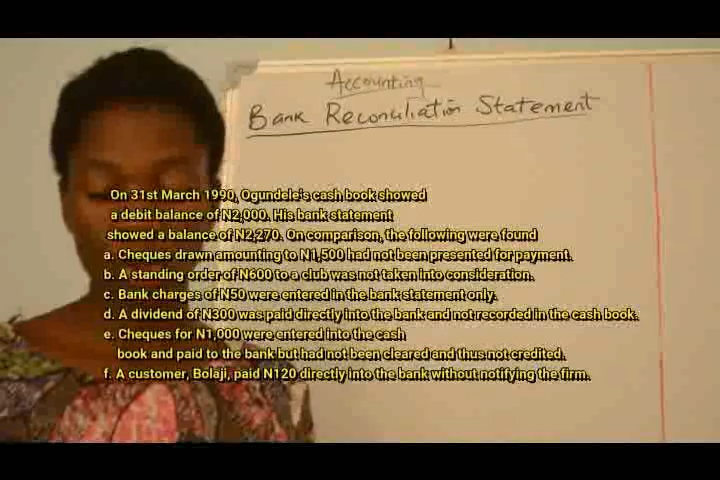 Accounting
Bank Reconciliation Statement
On 31st March 1990, Ogundele's cash book showed
a debit balance of N2,000. His bank statement
showed a balance of N2,270. On comparison, the following were found
a. Cheques drawn amounting to N1,500 had not been presented for payment.
b. A standing order of N600 to a club was not taken into consideration.
c. Bank charges of N50 were entered in the bank statement only.
d. A dividend of N300 was paid directly into the bank and not recorded in the cash book.
e. Cheques for N1,000 were entered into the cash
book and paid to the bank but had not been cleared and thus not credited.
f. A customer, Bolaji, paid N120 directly into the bank without notifying the firm.